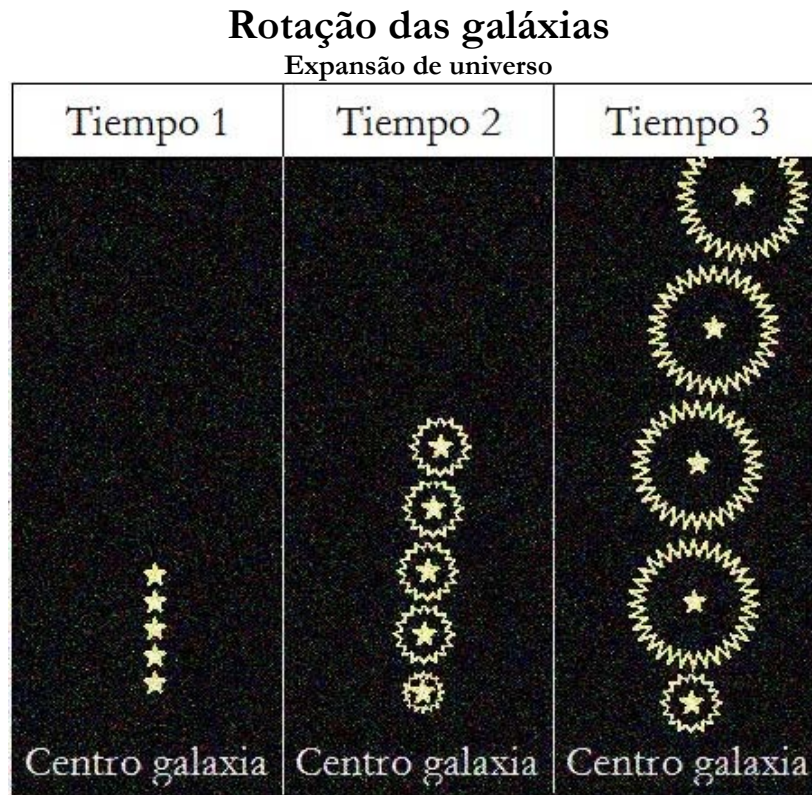 Rotação das galáxias
Expansão de universo
Tiempo 1 Tiempo 2 Tiempo 3
Centro galaxia Centro galaxia Centro galaxia